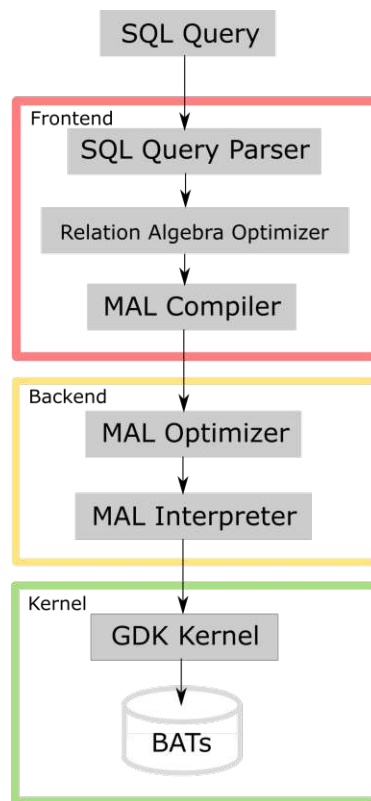 SQL Query
Frontend
SQL Query Parser
Relation Algebra Optimizer
MAL Compiler
Backend
MAL Optimizer
MAL Interpreter
Kernel
GDK Kernel
BATs